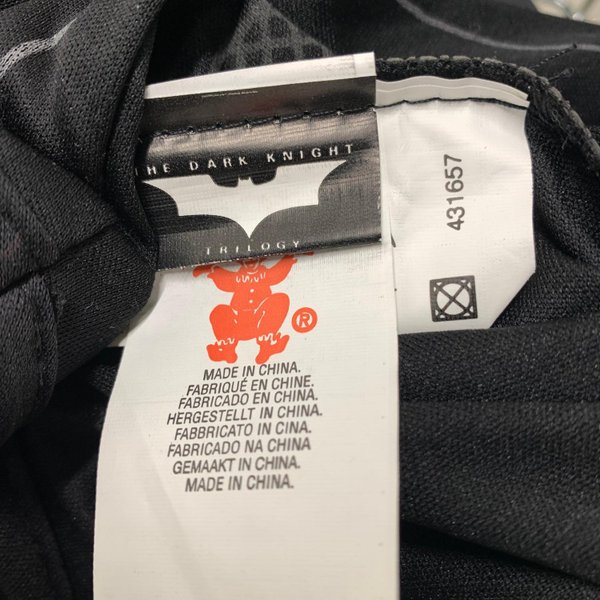 THE DARK KNIGHT
TRILOGY
®
MADE IN CHINA.
FABRIQUÉ EN CHINE.
FABRICADO EN CHINA.
HERGESTELLT IN CHINA.
FABBRICATO IN CINA.
FABRICADO NA CHINA
GEMAAKT IN CHINA.
MADE IN CHINA.
431657